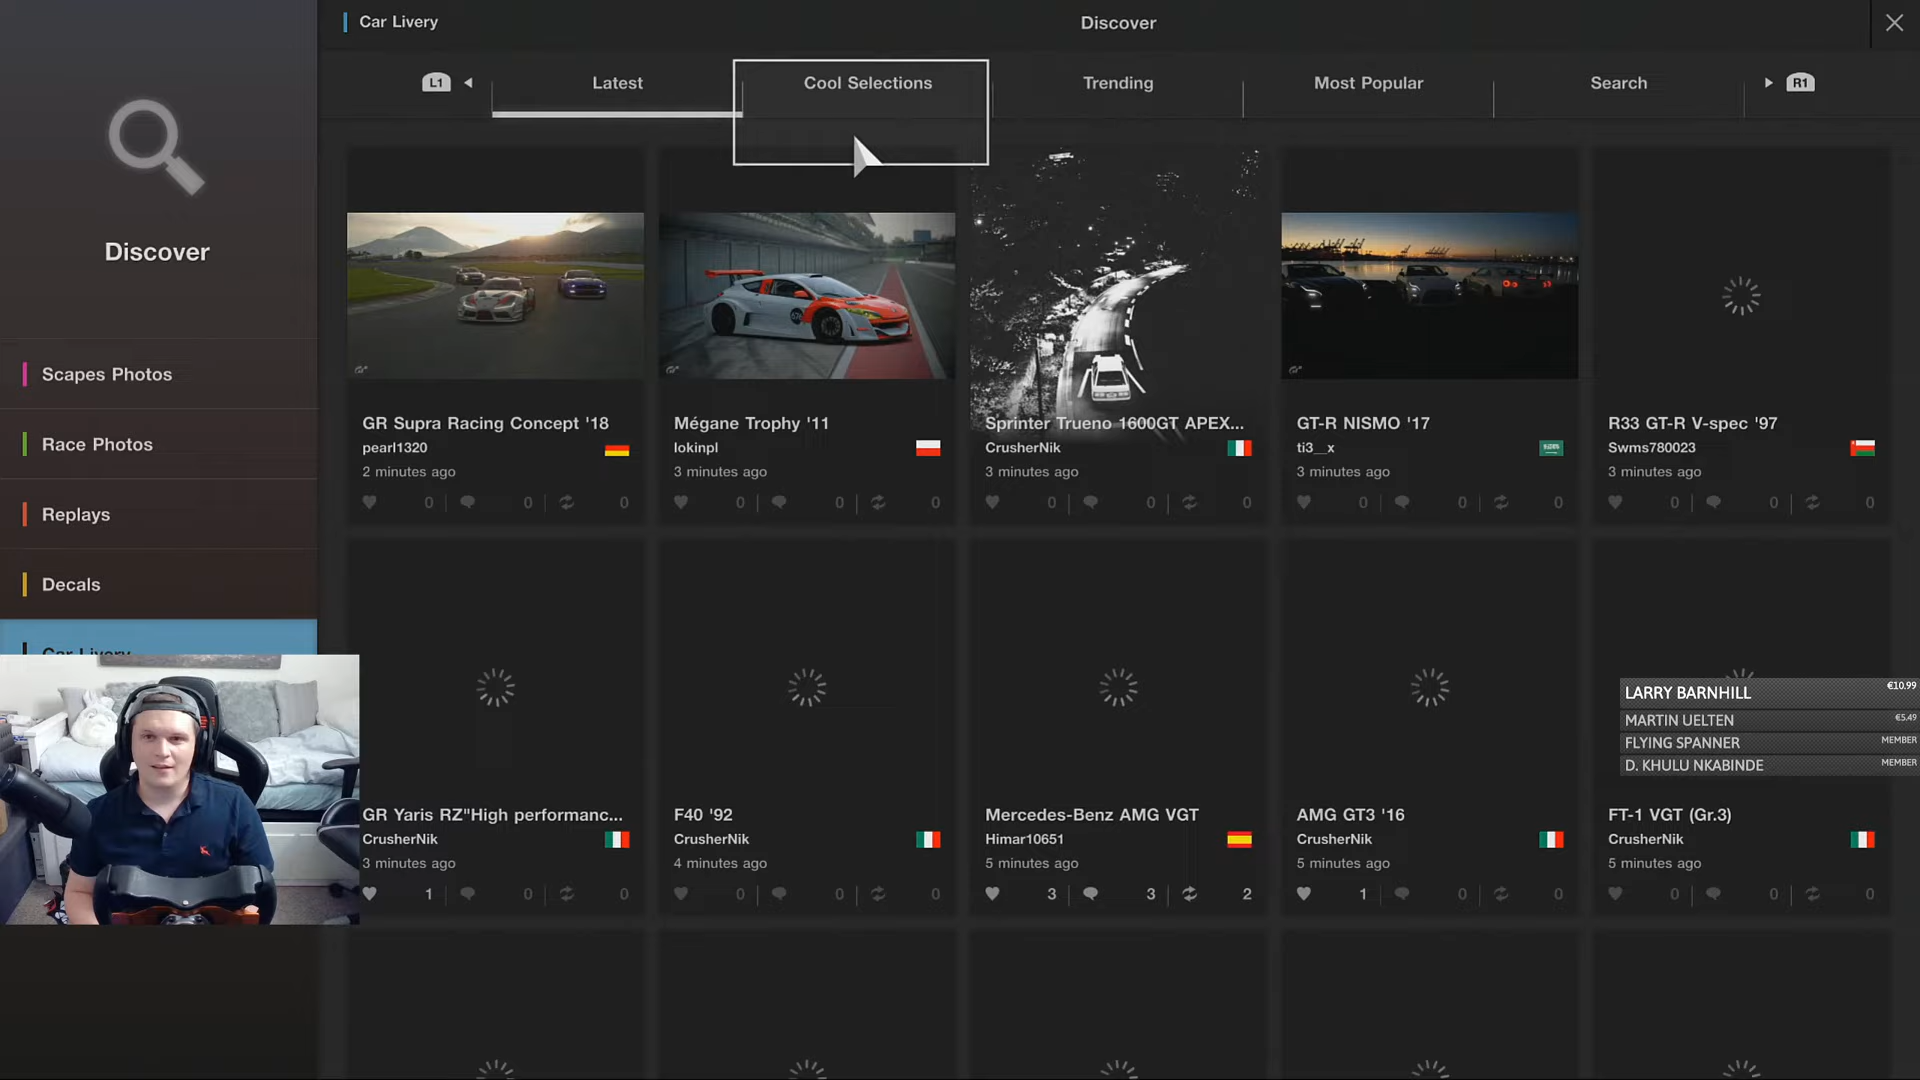 Car Livery
Discover
L1
Latest
Cool Selections
Trending
Most Popular
Search
R1
Discover
Scapes Photos
Race Photos
Replays
Decals
Car Livery
GR Supra Racing Concept '18
pearl1320
2 minutes ago
0 0 0
Mégane Trophy '11
lokinpl
3 minutes ago
0 0 0
Sprinter Trueno 1600GT APEX...
CrusherNik
3 minutes ago
0 0 0
GT-R NISMO '17
ti3__x
3 minutes ago
0 0 0
R33 GT-R V-spec '97
Swms780023
3 minutes ago
0 0 0
GR Yaris RZ"High performanc...
CrusherNik
3 minutes ago
1 0 0
F40 '92
CrusherNik
4 minutes ago
0 0 0
Mercedes-Benz AMG VGT
Himar10651
5 minutes ago
3 3 2
AMG GT3 '16
CrusherNik
5 minutes ago
1 0 0
FT-1 VGT (Gr.3)
CrusherNik
5 minutes ago
0 0 0
LARRY BARNHILL €10.99
MARTIN UELTEN €5.49
FLYING SPANNER MEMBER
D. KHULU NKABINDE MEMBER